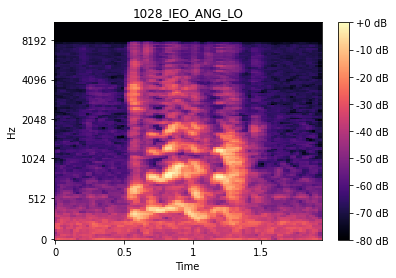 1028_IEO_ANG_LO
+0 dB
8192
-10 dB
4096
-20 dB
-30 dB
2048
Hz
-40 dB
1024
-50 dB
512
-60 dB
-70 dB
0
-80 dB
0 0.5 1 1.5
Time